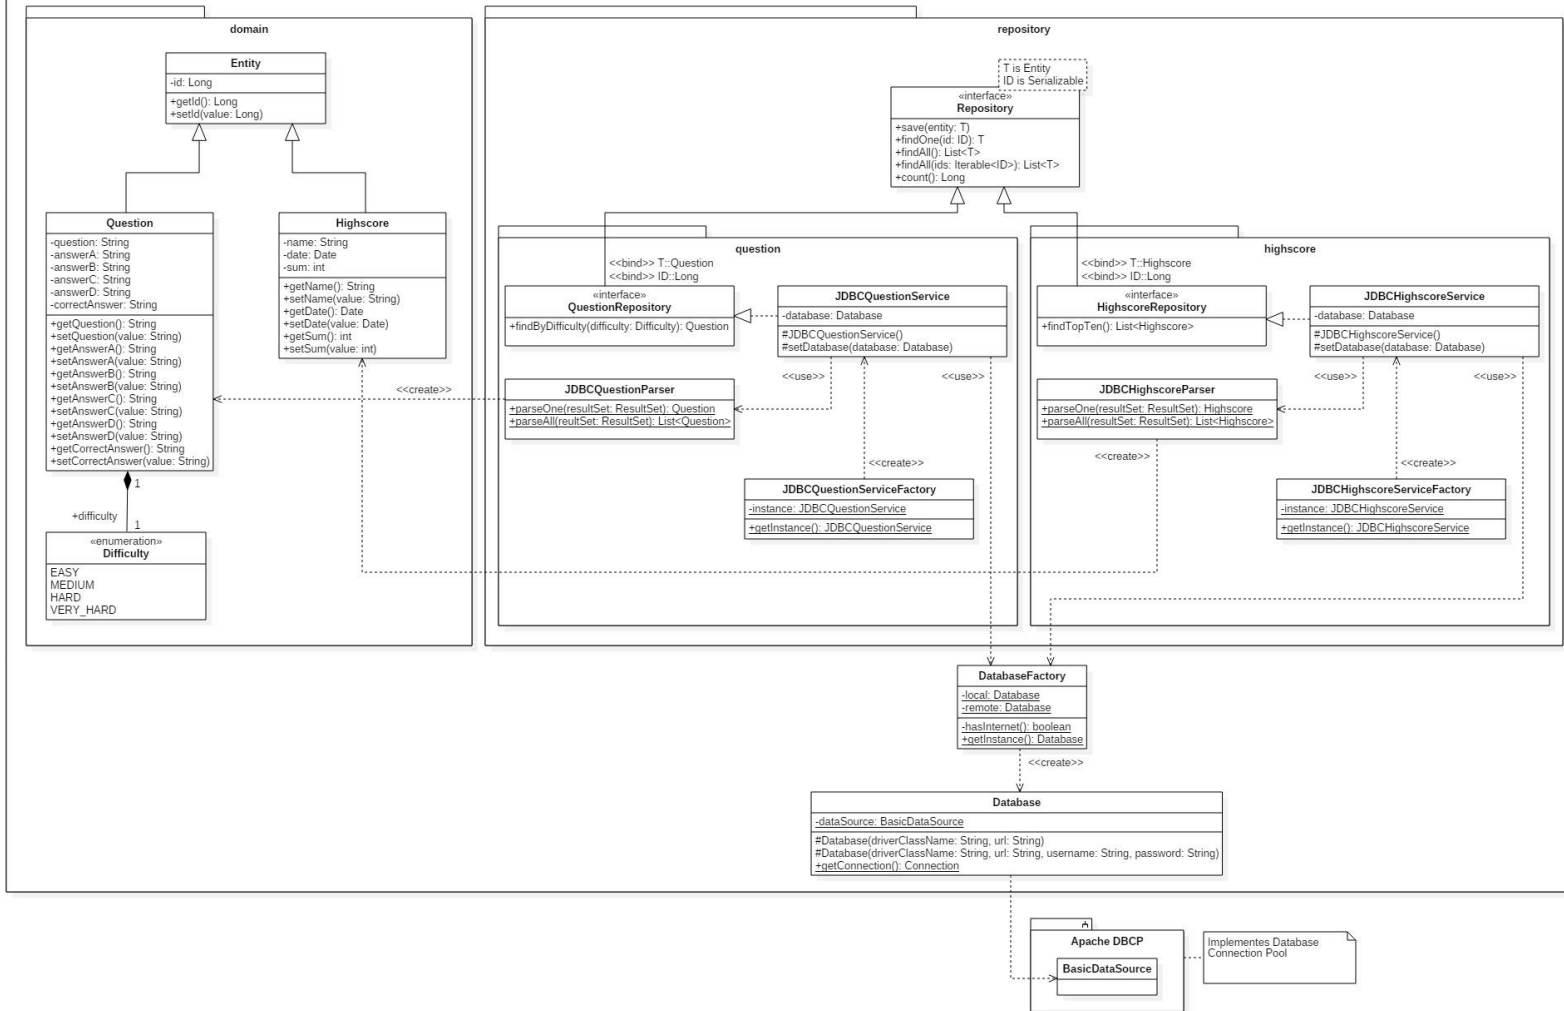 domain
Entity
-id: Long
+getId(): Long
+setId(value: Long)
Question
-question: String
-answerA: String
-answerB: String
-answerC: String
-answerD: String
-correctAnswer: String
+getQuestion(): String
+setQuestion(value: String)
+getAnswerA(): String
+setAnswerA(value: String)
+getAnswerB(): String
+setAnswerB(value: String)
+getAnswerC(): String
+setAnswerC(value: String)
+getAnswerD(): String
+setAnswerD(value: String)
+getCorrectAnswer(): String
+setCorrectAnswer(value: String)
1
+difficulty
1
«enumeration»
Difficulty
EASY
MEDIUM
HARD
VERY_HARD
Highscore
-name: String
-date: Date
-sum: int
+getName(): String
+setName(value: String)
+getDate(): Date
+setDate(value: Date)
+getSum(): int
+setSum(value: int)
<<create>>
repository
T is Entity
ID is Serializable
«interface»
Repository
+save(entity: T)
+findOne(id: ID): T
+findAll(): List<T>
+findAll(ids: Iterable<ID>): List<T>
+count(): Long
question
<<bind>> T::Question
<<bind>> ID::Long
«interface»
QuestionRepository
+findByDifficulty(difficulty: Difficulty): Question
JDBCQuestionService
-database: Database
#JDBCQuestionService()
#setDatabase(database: Database)
<<use>>
<<use>>
JDBCQuestionParser
+parseOne(resultSet: ResultSet): Question
+parseAll(reultSet: ResultSet): List<Question>
<<create>>
JDBCQuestionServiceFactory
-instance: JDBCQuestionService
+getInstance(): JDBCQuestionService
highscore
<<bind>> T::Highscore
<<bind>> ID::Long
«interface»
HighscoreRepository
+findTopTen(): List<Highscore>
JDBCHighscoreService
-database: Database
#JDBCHighscoreService()
#setDatabase(database: Database)
<<use>>
<<use>>
JDBCHighscoreParser
+parseOne(resultSet: ResultSet): Highscore
+parseAll(resultSet: ResultSet): List<Highscore>
<<create>>
<<create>>
JDBCHighscoreServiceFactory
-instance: JDBCHighscoreService
+getInstance(): JDBCHighscoreService
DatabaseFactory
-local: Database
-remote: Database
-hasInternet(): boolean
+getInstance(): Database
<<create>>
Database
-dataSource: BasicDataSource
#Database(driverClassName: String, url: String)
#Database(driverClassName: String, url: String, username: String, password: String)
+getConnection(): Connection
Apache DBCP
BasicDataSource
Implementes Database
Connection Pool